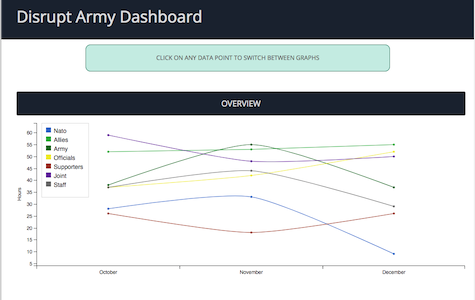 Disrupt Army Dashboard
CLICK ON ANY DATA POINT TO SWITCH BETWEEN GRAPHS
OVERVIEW
Nato
Allies
Army
Officials
Supporters
Joint
Staff
Hours
60
55
50
45
40
35
30
25
20
15
10
5
October
November
December